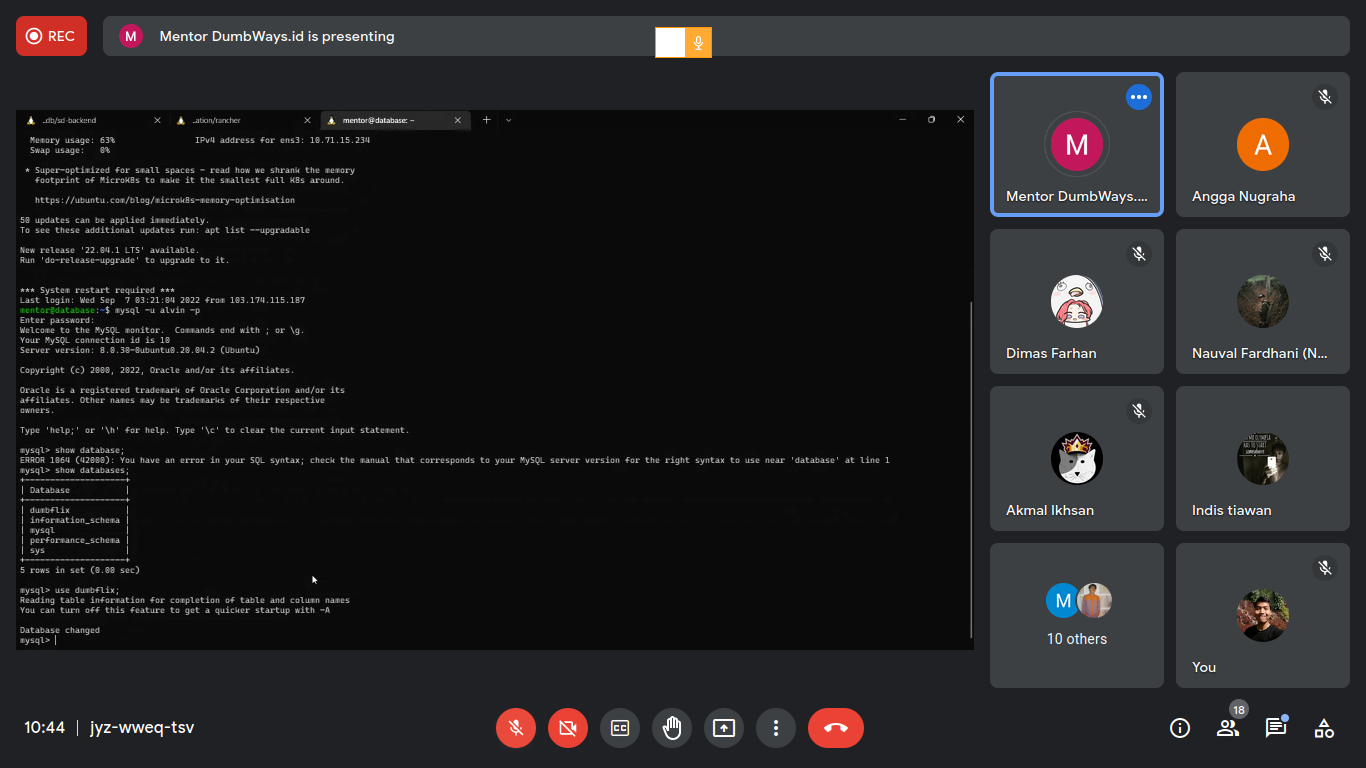 REC
M
Mentor DumbWays.id is presenting
_db/sd-backend
_ation/rancher
mentor@database: ~
Memory usage: 63% IPv4 address for ens3: 10.71.15.234
Swap usage: 0%
* Super-optimized for small spaces - read how we shrank the memory
footprint of MicroK8s to make it the smallest full K8s around.
https://ubuntu.com/blog/microk8s-memory-optimisation
50 updates can be applied immediately.
To see these additional updates run: apt list --upgradable
New release '22.04.1 LTS' available.
Run 'do-release-upgrade' to upgrade to it.
*** System restart required ***
Last login: Wed Sep  7 03:21:04 2022 from 103.174.115.187
mentor@database:~$ mysql -u alvin -p
Enter password:
Welcome to the MySQL monitor.  Commands end with ; or \g.
Your MySQL connection id is 10
Server version: 8.0.30-0ubuntu0.20.04.2 (Ubuntu)
Copyright (c) 2000, 2022, Oracle and/or its affiliates.
Oracle is a registered trademark of Oracle Corporation and/or its
affiliates. Other names may be trademarks of their respective
owners.
Type 'help;' or '\h' for help. Type '\c' to clear the current input statement.
mysql> show database;
ERROR 1064 (42000): You have an error in your SQL syntax; check the manual that corresponds to your MySQL server version for the right syntax to use near 'database' at line 1
mysql> show databases;
+--------------------+
| Database           |
+--------------------+
| dumbflix           |
| information_schema |
| mysql              |
| performance_schema |
| sys                |
+--------------------+
5 rows in set (0.00 sec)
mysql> use dumbflix;
Reading table information for completion of table and column names
You can turn off this feature to get a quicker startup with -A
Database changed
mysql>
M
Mentor DumbWays....
A
Angga Nugraha
Dimas Farhan
Nauval Fardhani (N...
Akmal Ikhsan
Indis tiawan
M
10 others
You
10:44 | jyz-wweq-tsv
CC
18